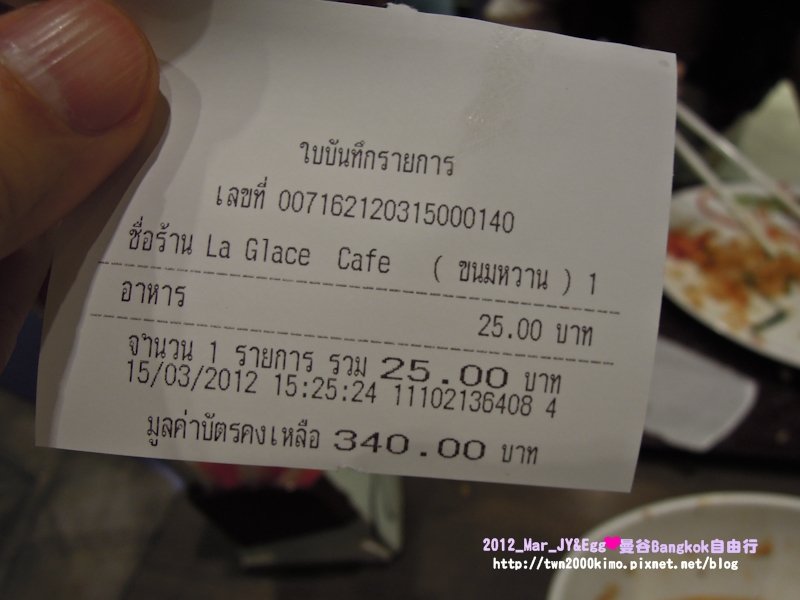 ใบบันทึกรายการ
เลขที่ 007162120315000140
ชื่อร้าน La Glace Cafe ( ขนมหวาน ) 1
อาหาร 25.00 บาท
จำนวน 1 รายการ รวม 25.00 บาท
15/03/2012 15:25:24 11102136408 4
มูลค่าบัตรคงเหลือ 340.00 บาท
2012_Mar_JY&Egg♥曼谷Bangkok自由行
http://twn2000kimo.pixnet.net/blog